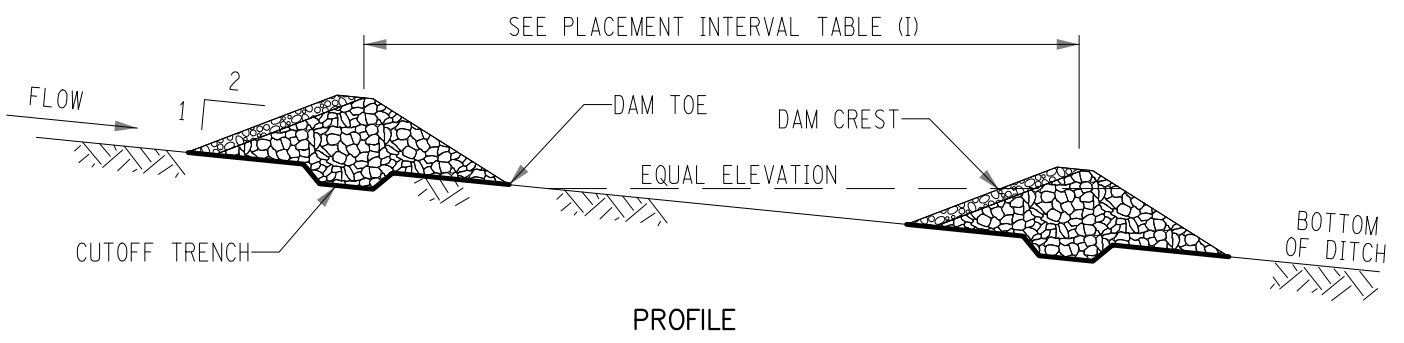 SEE PLACEMENT INTERVAL TABLE (I)
FLOW
1
2
DAM TOE
DAM CREST
EQUAL ELEVATION
CUTOFF TRENCH
BOTTOM
OF DITCH
PROFILE